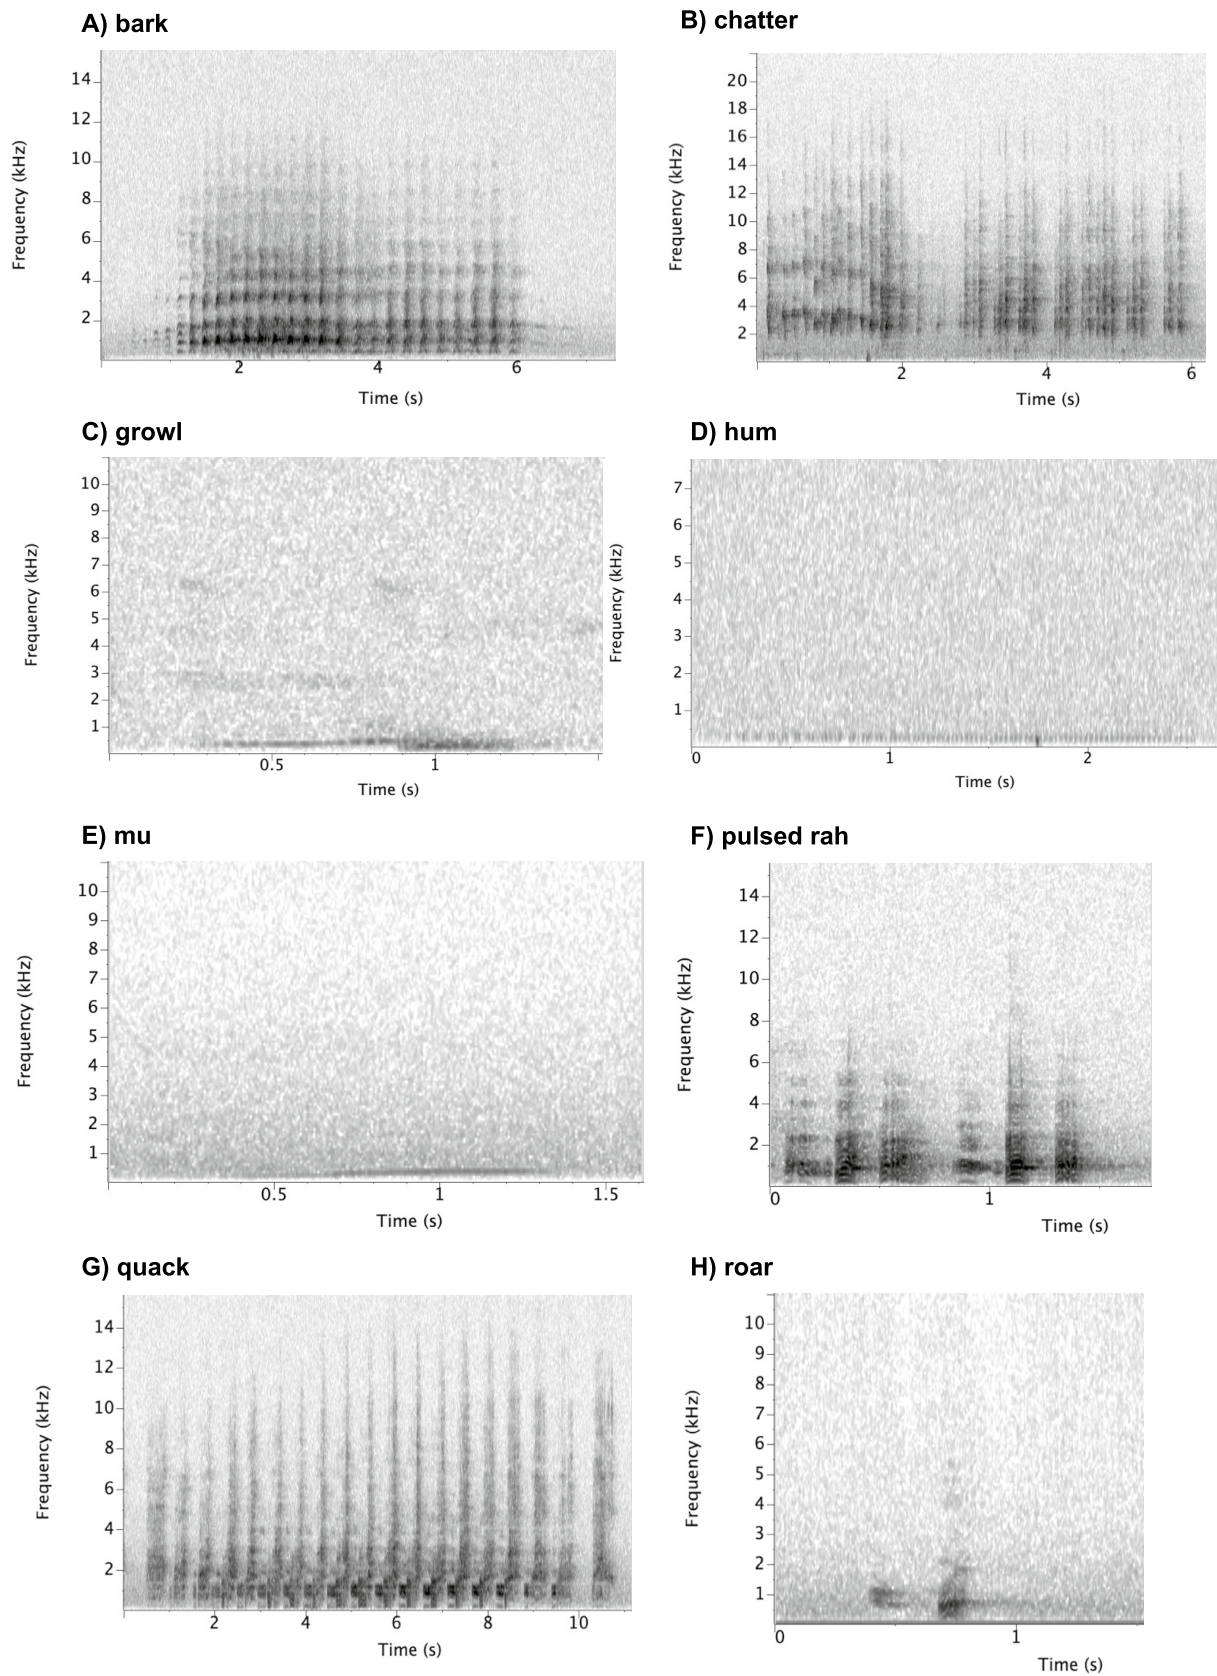 A) bark
14
12
10
8
6
4
2
Frequency (kHz)
2 4 6
Time (s)
B) chatter
20
18
16
14
12
10
8
6
4
2
Frequency (kHz)
2 4 6
Time (s)
C) growl
10
9
8
7
6
5
4
3
2
1
Frequency (kHz)
0.5 1
Time (s)
D) hum
7
6
5
4
3
2
1
Frequency (kHz)
0 1 2
Time (s)
E) mu
10
9
8
7
6
5
4
3
2
1
Frequency (kHz)
0.5 1 1.5
Time (s)
F) pulsed rah
14
12
10
8
6
4
2
Frequency (kHz)
0 1
Time (s)
G) quack
14
12
10
8
6
4
2
Frequency (kHz)
2 4 6 8 10
Time (s)
H) roar
10
9
8
7
6
5
4
3
2
1
Frequency (kHz)
0 1
Time (s)